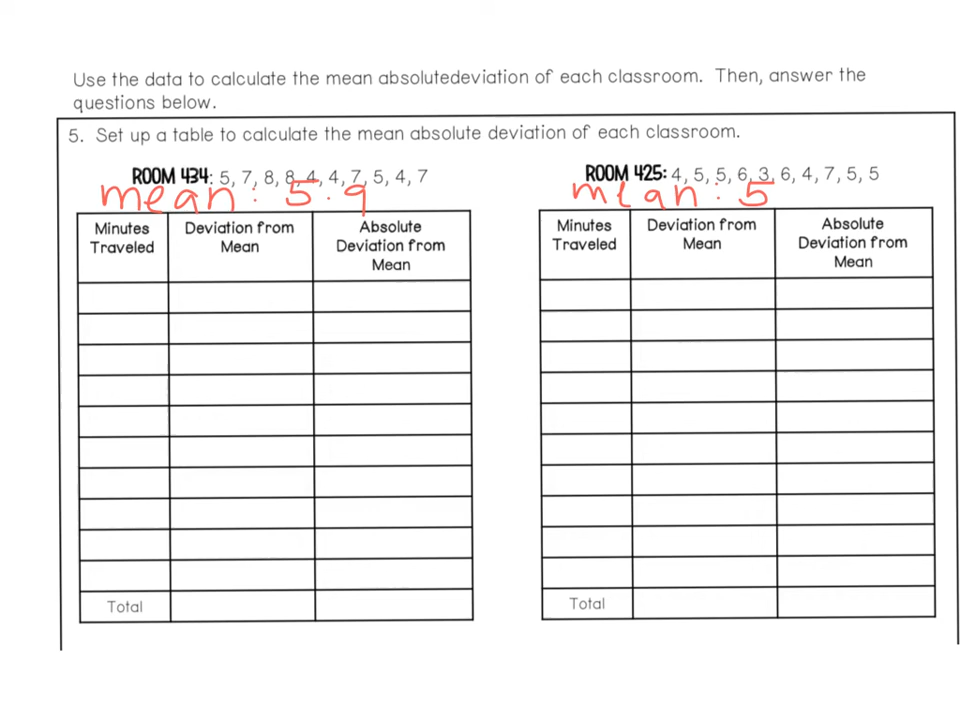 Use the data to calculate the mean absolutedeviation of each classroom. Then, answer the
questions below.
5. Set up a table to calculate the mean absolute deviation of each classroom.
ROOM 434: 5, 7, 8, 8, 4, 4, 7, 5, 4, 7
mean: 5.9
Minutes Traveled
Deviation from Mean
Absolute Deviation from Mean
Total
ROOM 425: 4, 5, 5, 6, 3, 6, 4, 7, 5, 5
mean: 5
Minutes Traveled
Deviation from Mean
Absolute Deviation from Mean
Total